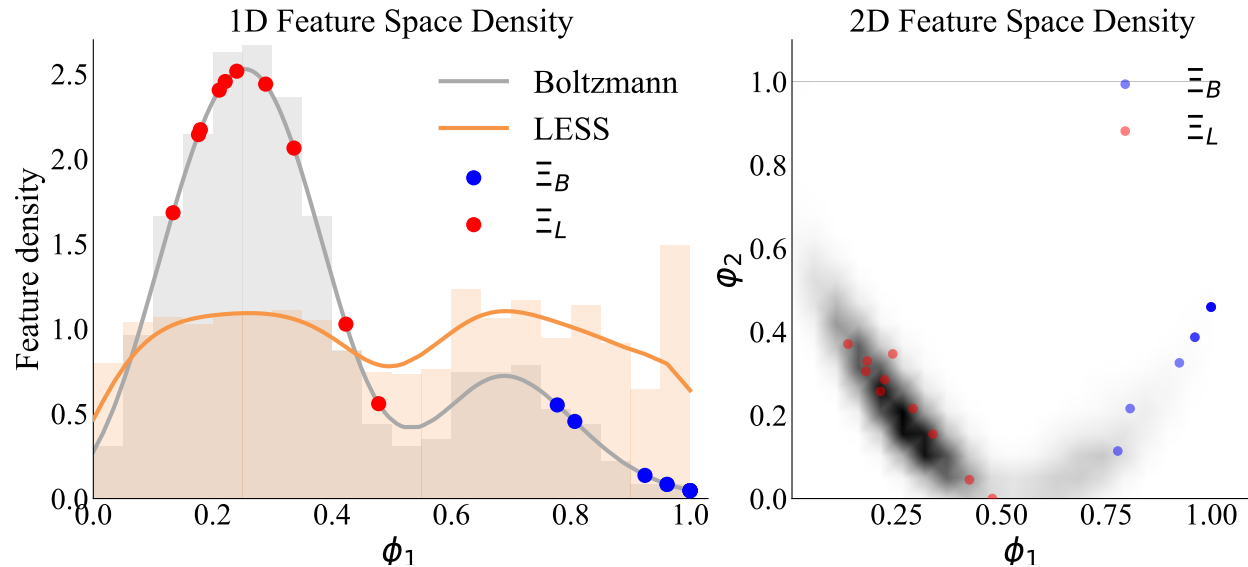 1D Feature Space Density
2.5
2.0
1.5
1.0
0.5
0.0
Feature density
Boltzmann
LESS
Ξ_B
Ξ_L
0.0
0.2
0.4
0.6
0.8
1.0
ϕ₁
2D Feature Space Density
1.0
0.8
0.6
0.4
0.2
0.0
ϕ₂
Ξ_B
Ξ_L
0.25
0.50
0.75
1.00
ϕ₁